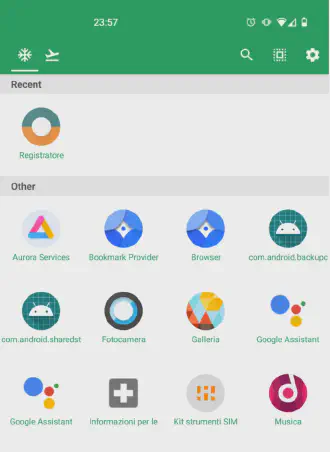 23:57
Recent
Registratore
Other
Aurora Services
Bookmark Provider
Browser
com.android.backupc
com.android.sharedst
Fotocamera
Galleria
Google Assistant
Google Assistant
Informazioni per le
Kit strumenti SIM
Musica